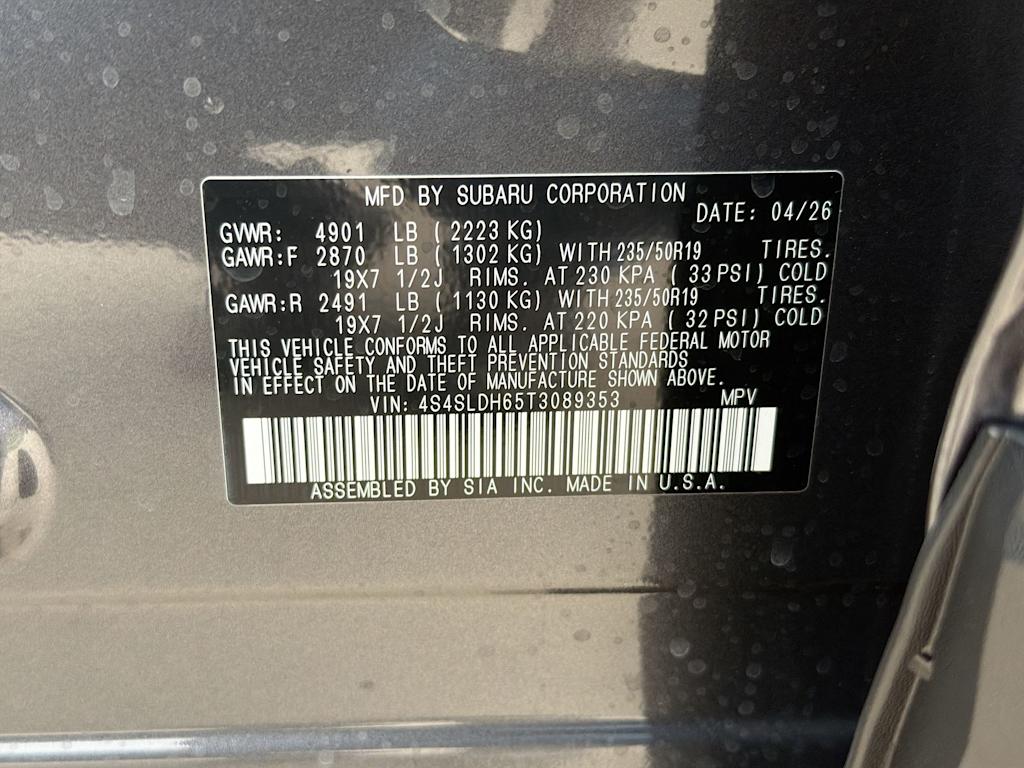 MFD BY SUBARU CORPORATION
DATE: 04/26
GVWR: 4901 LB ( 2223 KG)
GAWR:F 2870 LB ( 1302 KG) WITH 235/50R19 TIRES.
19X7 1/2J RIMS. AT 230 KPA ( 33 PSI) COLD
GAWR:R 2491 LB ( 1130 KG) WITH 235/50R19 TIRES.
19X7 1/2J RIMS. AT 220 KPA ( 32 PSI) COLD
THIS VEHICLE CONFORMS TO ALL APPLICABLE FEDERAL MOTOR
VEHICLE SAFETY AND THEFT PREVENTION STANDARDS
IN EFFECT ON THE DATE OF MANUFACTURE SHOWN ABOVE.
VIN: 4S4SLDH65T3089353 MPV
ASSEMBLED BY SIA INC. MADE IN U.S.A.